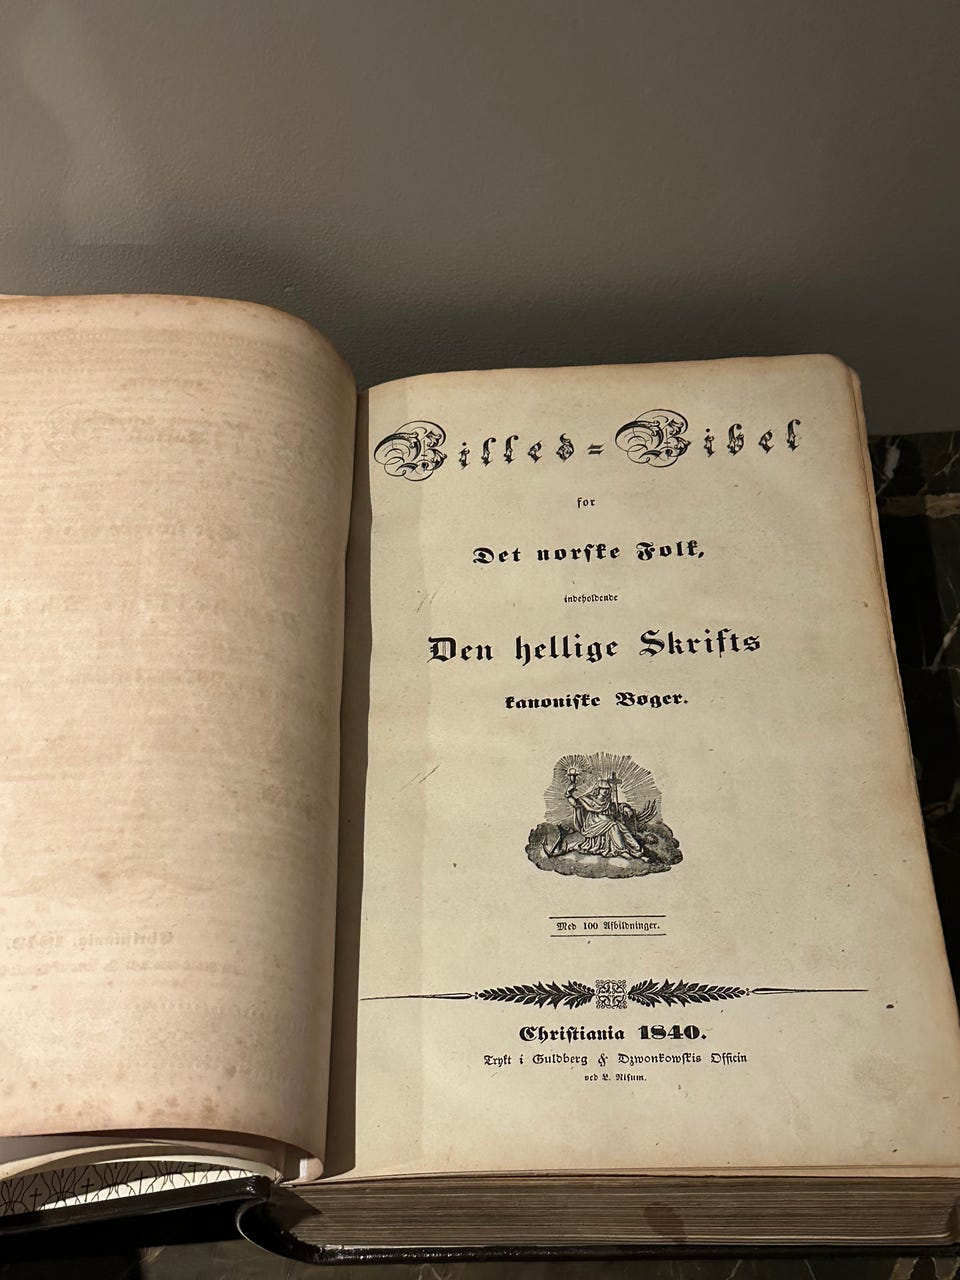 Billed=Bibel
for
Det norske Folk,
indeholdende
Den hellige Skrifts
kanoniske Bøger.
Med 100 Afbildninger.
Christiania 1840.
Trykt i Guldberg & Dzwonkowskis Officin
ved L. Risum.